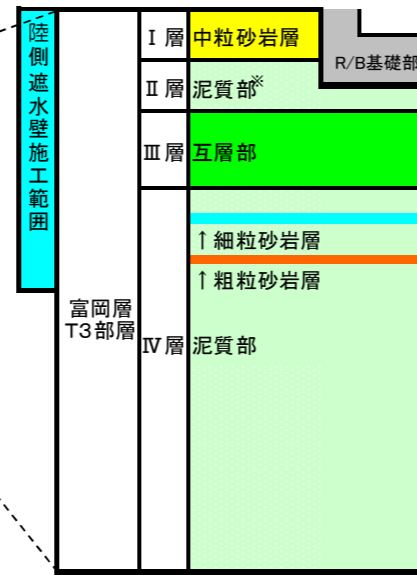 陸側遮水壁施工範囲
Ⅰ層
中粒砂岩層
R/B基礎部
Ⅱ層
泥質部※
Ⅲ層
互層部
↑細粒砂岩層
↑粗粒砂岩層
富岡層
T3部層
Ⅳ層
泥質部